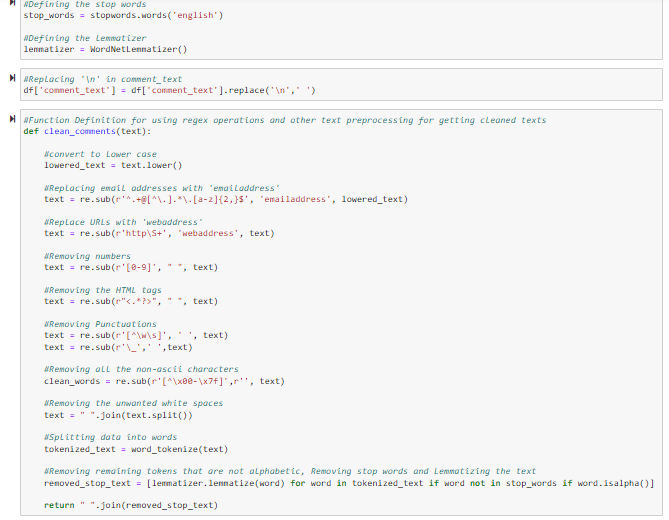 #Defining the stop words
stop_words = stopwords.words('english')
#Defining the Lemmatizer
lemmatizer = WordNetLemmatizer()
#Replacing '\n' in comment_text
df['comment_text'] = df['comment_text'].replace('\n',' ')
#Function Definition for using regex operations and other text preprocessing for getting cleaned texts
def clean_comments(text):
#convert to Lower case
lowered_text = text.lower()
#Replacing email addresses with 'emailaddress'
text = re.sub(r'^.+@[^\.].*\.[a-z]{2,}$', 'emailaddress', lowered_text)
#Replace URLs with 'webaddress'
text = re.sub(r'http\S+', 'webaddress', text)
#Removing numbers
text = re.sub(r'[0-9]', " ", text)
#Removing the HTML tags
text = re.sub(r"<.*?>", " ", text)
#Removing Punctuations
text = re.sub(r'[^\w\s]', ' ', text)
text = re.sub(r'\_',' ',text)
#Removing all the non-ascii characters
clean_words = re.sub(r'[^\x00-\x7f]',r'', text)
#Removing the unwanted white spaces
text = " ".join(text.split())
#Splitting data into words
tokenized_text = word_tokenize(text)
#Removing remaining tokens that are not alphabetic, Removing stop words and Lemmatizing the text
removed_stop_text = [lemmatizer.lemmatize(word) for word in tokenized_text if word not in stop_words if word.isalpha()]
return " ".join(removed_stop_text)